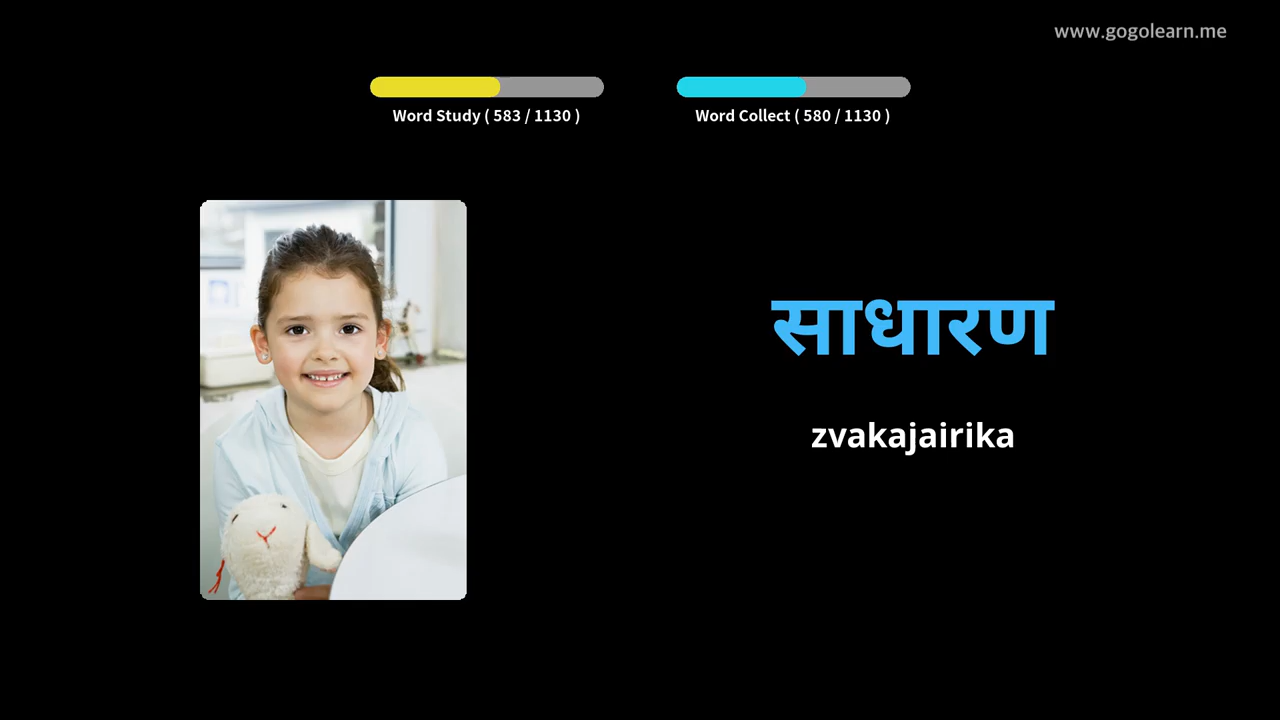 www.gogolearn.me
Word Study ( 583 / 1130 )
Word Collect ( 580 / 1130 )
साधारण
zvakajairika